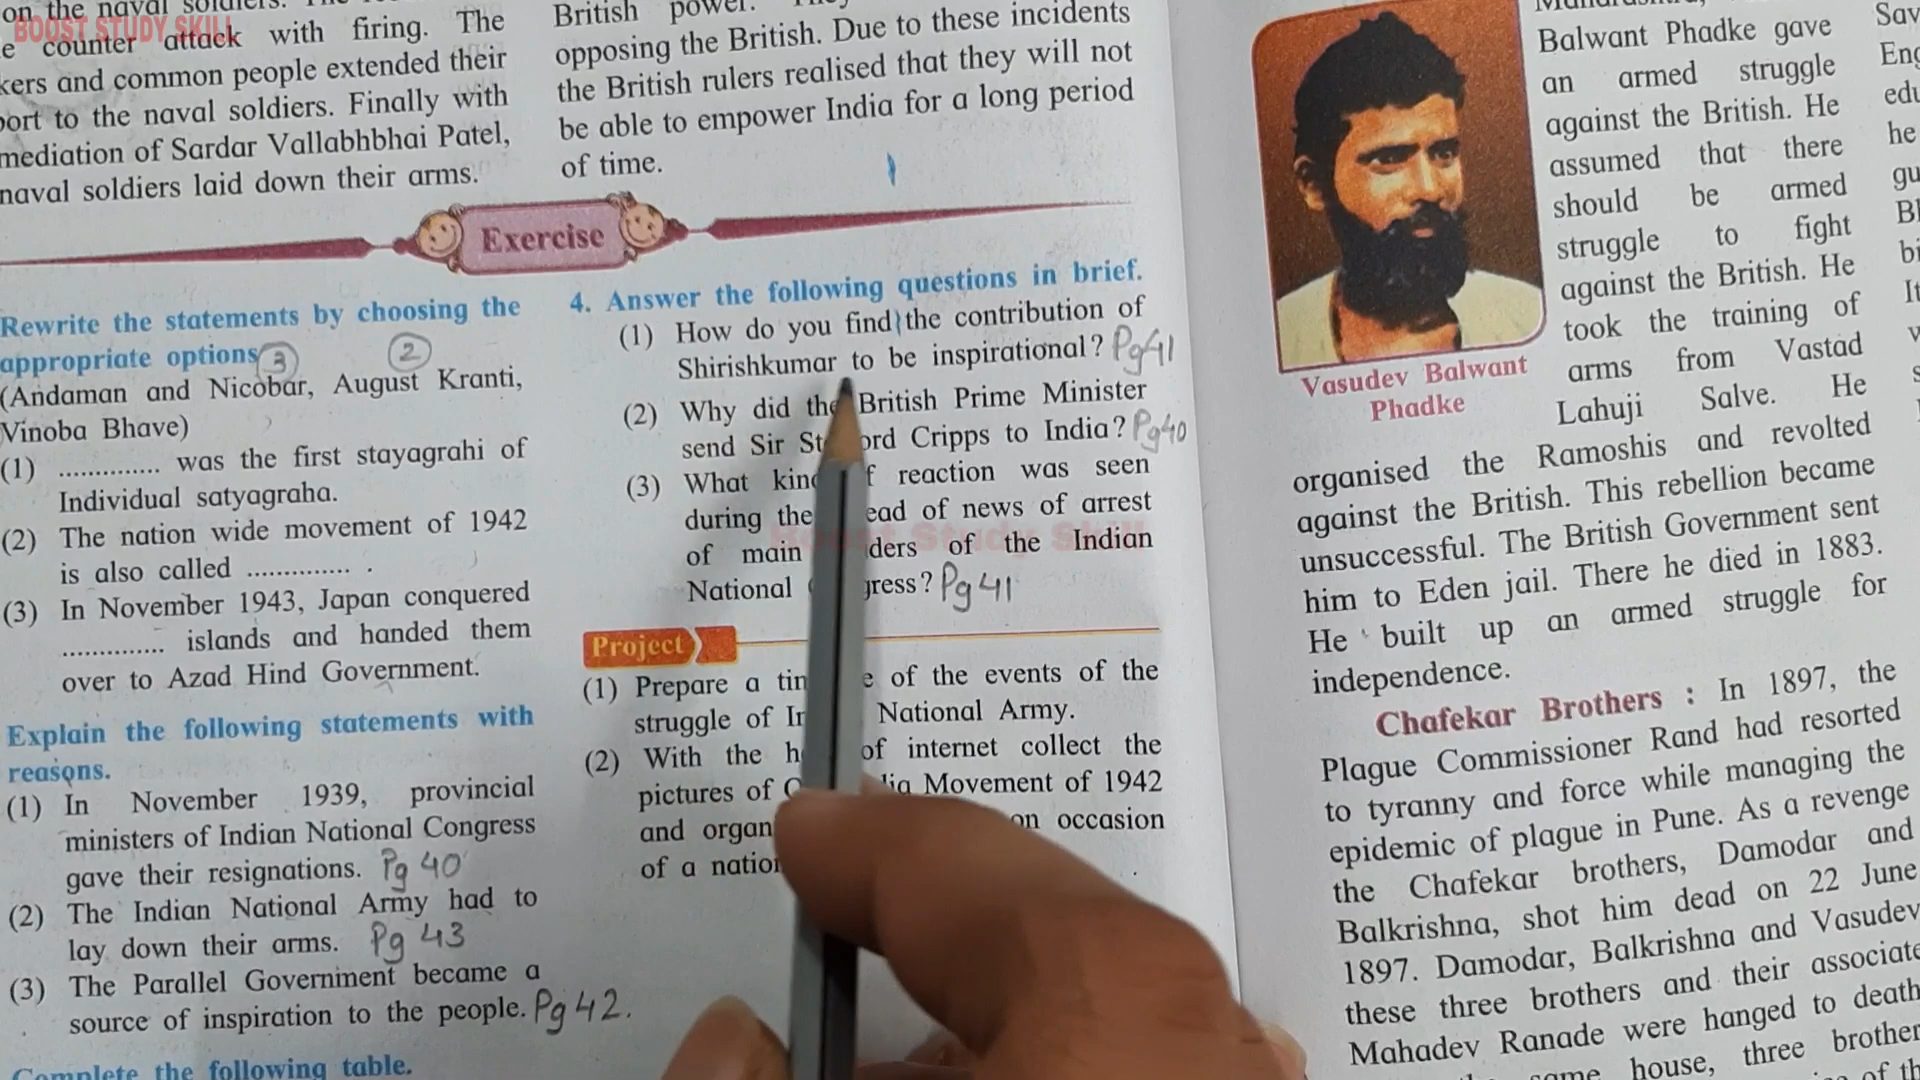 BOOST STUDY SKILL
on the naval soldiers.
e counter attack with firing. The
kers and common people extended their
port to the naval soldiers. Finally with
mediation of Sardar Vallabhbhai Patel,
naval soldiers laid down their arms.
British power.
opposing the British. Due to these incidents
the British rulers realised that they will not
be able to empower India for a long period
of time.
Exercise
Rewrite the statements by choosing the
appropriate options 3 2
(Andaman and Nicobar, August Kranti,
Vinoba Bhave)
(1) .............. was the first stayagrahi of
Individual satyagraha.
(2) The nation wide movement of 1942
is also called .............. .
(3) In November 1943, Japan conquered
.............. islands and handed them
over to Azad Hind Government.
Explain the following statements with
reasons.
(1) In November 1939, provincial
ministers of Indian National Congress
gave their resignations. Pg 40
(2) The Indian National Army had to
lay down their arms. Pg 43
(3) The Parallel Government became a
source of inspiration to the people. Pg 42.
Complete the following table.
4. Answer the following questions in brief.
(1) How do you find the contribution of
Shirishkumar to be inspirational? Pg 41
(2) Why did the British Prime Minister
send Sir St ord Cripps to India? Pg 40
(3) What kin f reaction was seen
during the ead of news of arrest
of main ders of the Indian
National gress? Pg 41
Boost Study Skill
Project
(1) Prepare a tin e of the events of the
struggle of In National Army.
(2) With the h of internet collect the
pictures of dia Movement of 1942
and organ on occasion
of a nation
Vasudev Balwant
Phadke
Balwant Phadke gave
an armed struggle
against the British. He
assumed that there
should be armed
struggle to fight
against the British. He
took the training of
arms from Vastad
Lahuji Salve. He
organised the Ramoshis and revolted
against the British. This rebellion became
unsuccessful. The British Government sent
him to Eden jail. There he died in 1883.
He built up an armed struggle for
independence.
Chafekar Brothers : In 1897, the
Plague Commissioner Rand had resorted
to tyranny and force while managing the
epidemic of plague in Pune. As a revenge
the Chafekar brothers, Damodar and
Balkrishna, shot him dead on 22 June
1897. Damodar, Balkrishna and Vasudev
these three brothers and their associate
Mahadev Ranade were hanged to death
same house, three brother
of th
Sav
Eng
edu
he
gu
Bh
bi
It